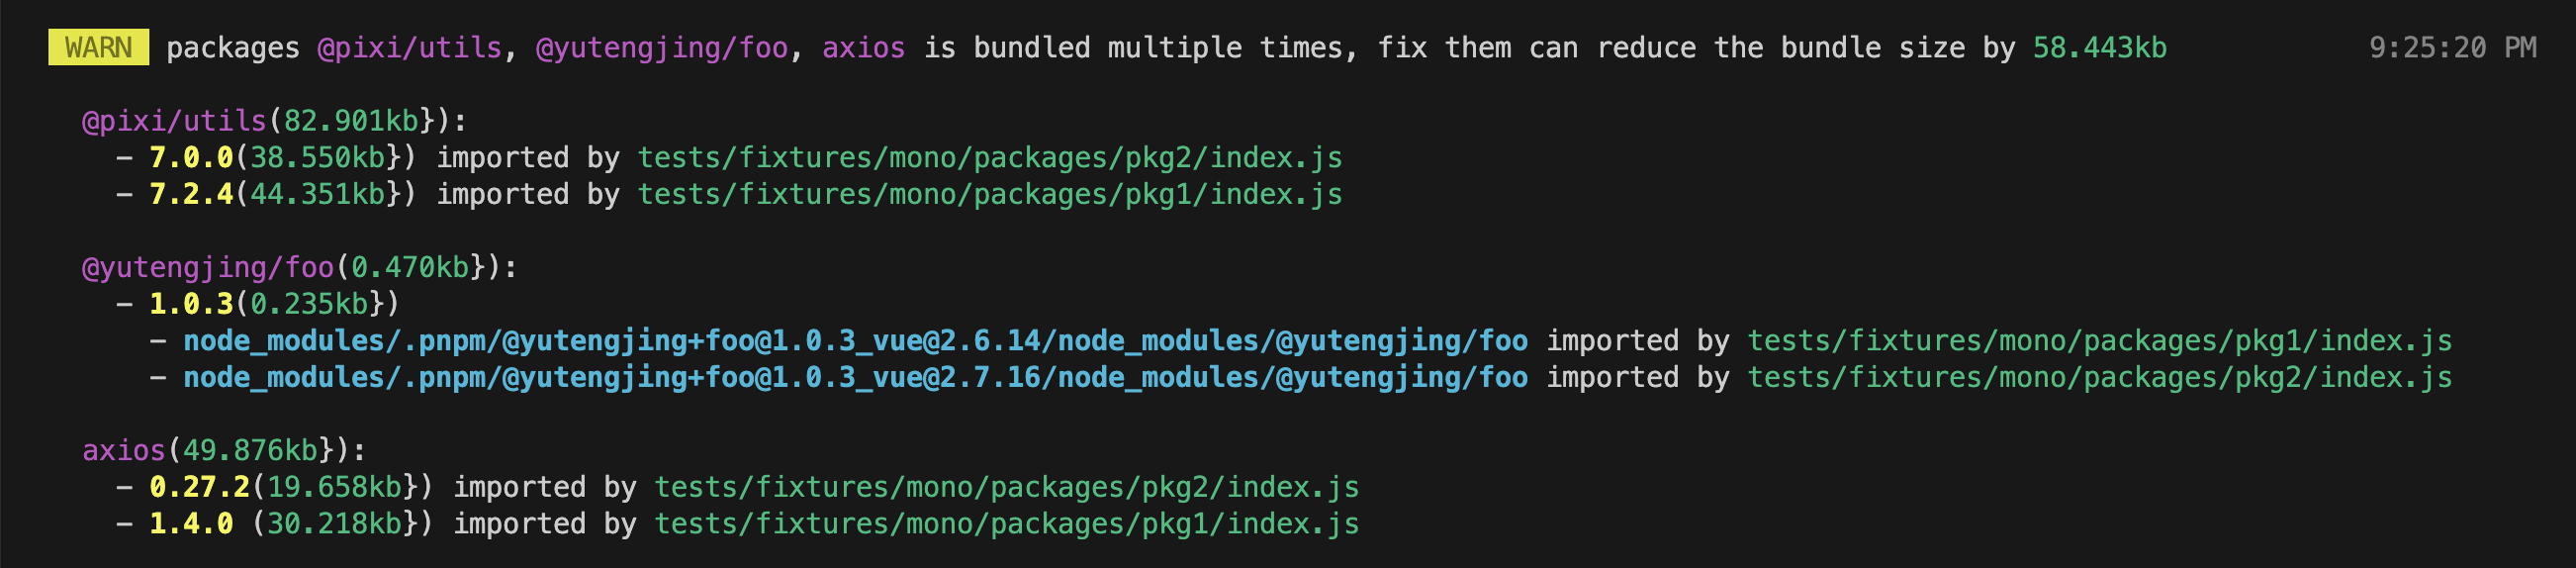 WARN packages @pixi/utils, @yutengjing/foo, axios is bundled multiple times, fix them can reduce the bundle size by 58.443kb 9:25:20 PM
@pixi/utils(82.901kb}):
– 7.0.0(38.550kb}) imported by tests/fixtures/mono/packages/pkg2/index.js
– 7.2.4(44.351kb}) imported by tests/fixtures/mono/packages/pkg1/index.js
@yutengjing/foo(0.470kb}):
– 1.0.3(0.235kb})
– node_modules/.pnpm/@yutengjing+foo@1.0.3_vue@2.6.14/node_modules/@yutengjing/foo imported by tests/fixtures/mono/packages/pkg1/index.js
– node_modules/.pnpm/@yutengjing+foo@1.0.3_vue@2.7.16/node_modules/@yutengjing/foo imported by tests/fixtures/mono/packages/pkg2/index.js
axios(49.876kb}):
– 0.27.2(19.658kb}) imported by tests/fixtures/mono/packages/pkg2/index.js
– 1.4.0 (30.218kb}) imported by tests/fixtures/mono/packages/pkg1/index.js